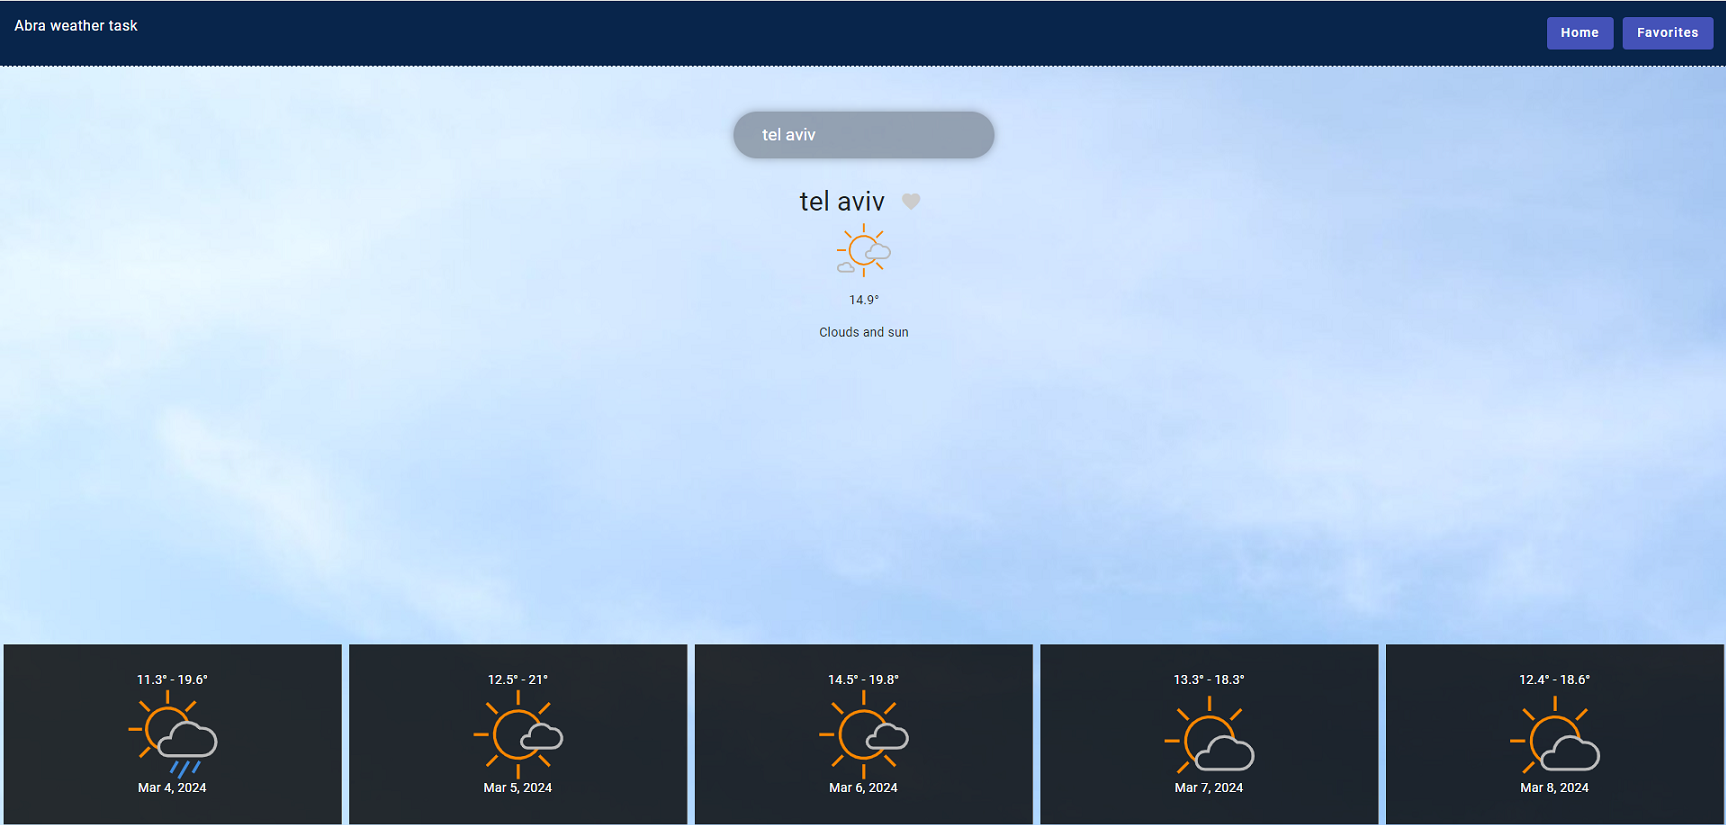 Abra weather task
Home
Favorites
tel aviv
tel aviv
14.9°
Clouds and sun
11.3° - 19.6°
Mar 4, 2024
12.5° - 21°
Mar 5, 2024
14.5° - 19.8°
Mar 6, 2024
13.3° - 18.3°
Mar 7, 2024
12.4° - 18.6°
Mar 8, 2024